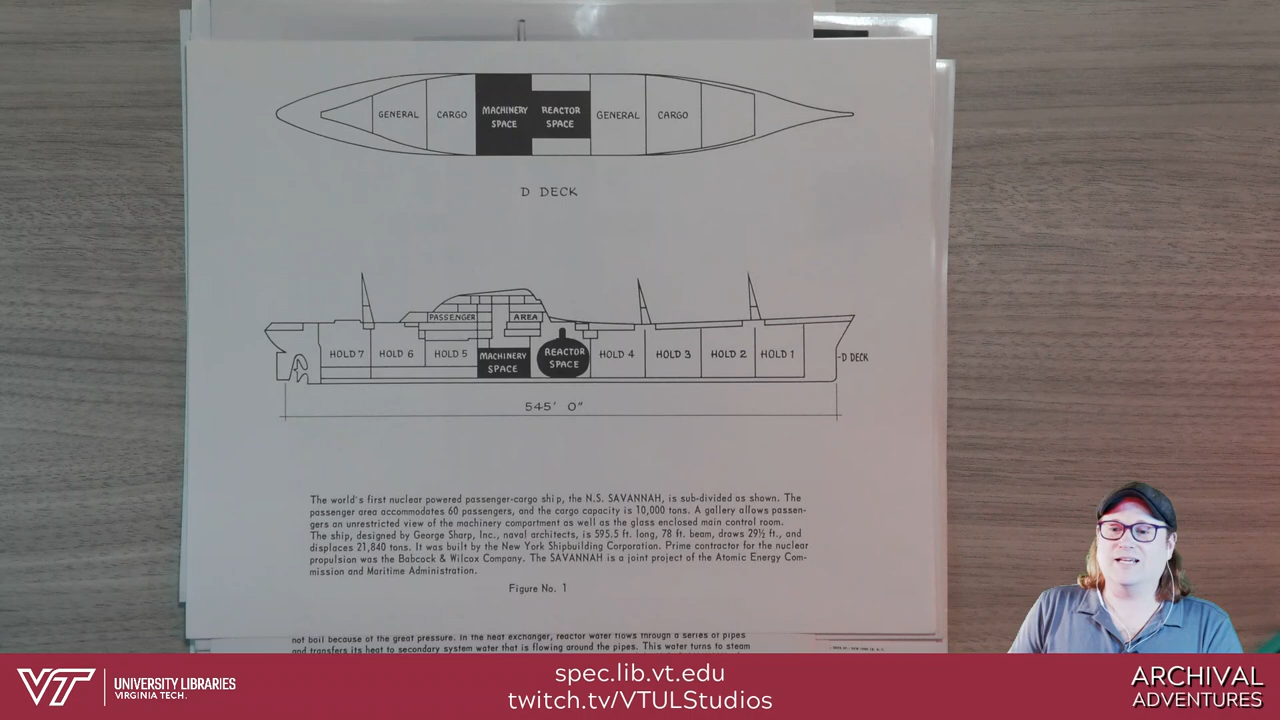 GENERAL CARGO MACHINERY SPACE REACTOR SPACE GENERAL CARGO
D DECK
PASSENGER AREA
HOLD 7 HOLD 6 HOLD 5 MACHINERY SPACE REACTOR SPACE HOLD 4 HOLD 3 HOLD 2 HOLD 1 D DECK
545' 0"
The world's first nuclear powered passenger-cargo ship, the N.S. SAVANNAH, is sub-divided as shown. The
passenger area accommodates 60 passengers, and the cargo capacity is 10,000 tons. A gallery allows passen-
gers an unrestricted view of the machinery compartment as well as the glass enclosed main control room.
The ship, designed by George Sharp, Inc., naval architects, is 595.5 ft. long, 78 ft. beam, draws 29½ ft., and
displaces 21,840 tons. It was built by the New York Shipbuilding Corporation. Prime contractor for the nuclear
propulsion was the Babcock & Wilcox Company. The SAVANNAH is a joint project of the Atomic Energy Com-
mission and Maritime Administration.
Figure No. 1
not boil because of the great pressure. In the heat exchanger, reactor water flows through a series of pipes
and transfers its heat to secondary system water that is flowing around the pipes. This water turns to steam
VT UNIVERSITY LIBRARIES
VIRGINIA TECH.
spec.lib.vt.edu
twitch.tv/VTULStudios
ARCHIVAL
ADVENTURES